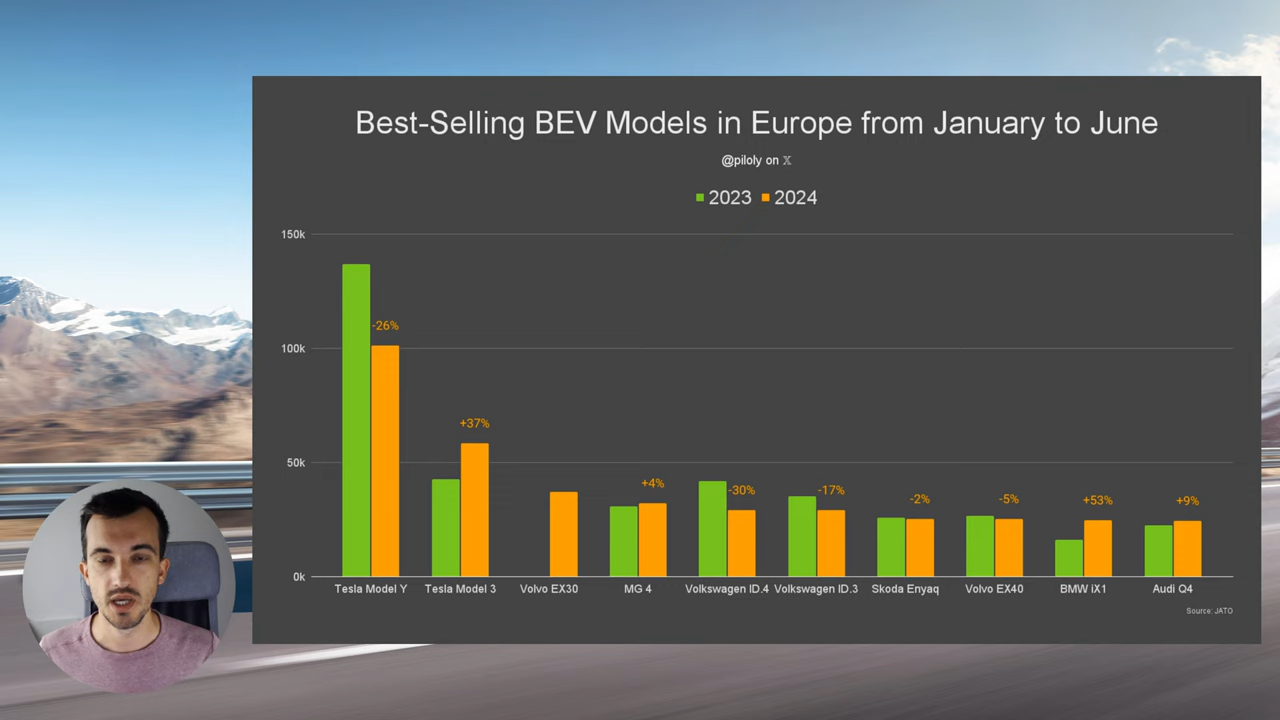 Best-Selling BEV Models in Europe from January to June
@piloly on 𝕏
2023 2024
150k
100k
50k
0k
-26%
+37%
+4%
-30%
-17%
-2%
-5%
+53%
+9%
Tesla Model Y Tesla Model 3 Volvo EX30 MG 4 Volkswagen ID.4 Volkswagen ID.3 Skoda Enyaq Volvo EX40 BMW iX1 Audi Q4
Source: JATO